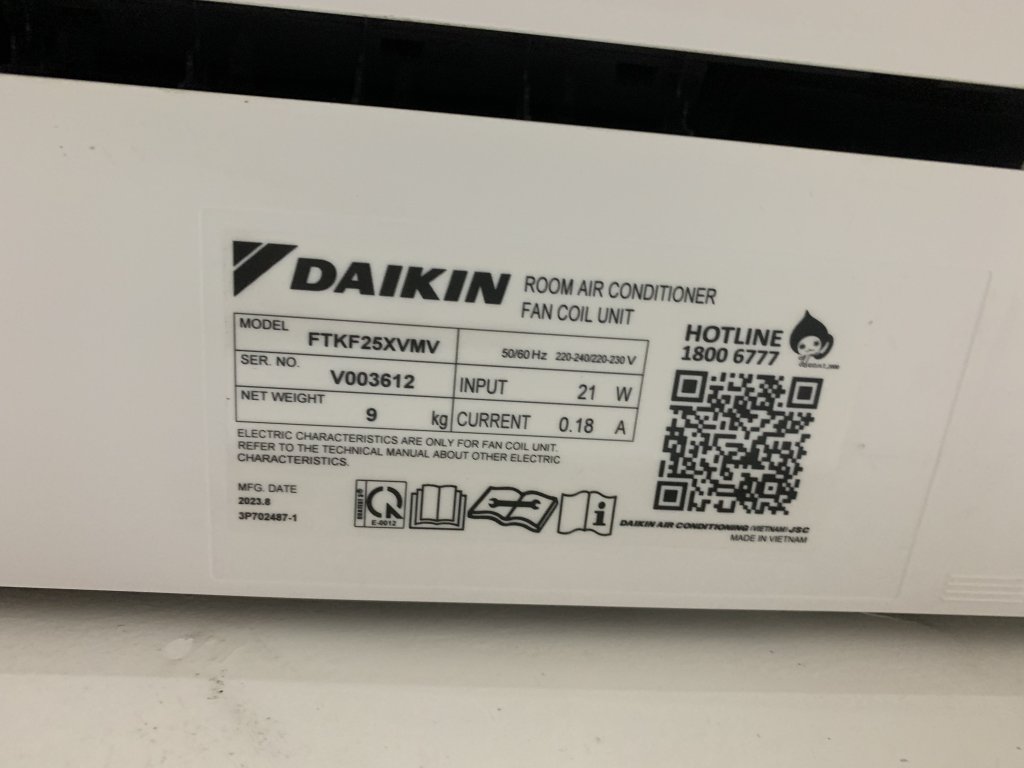 DAIKIN ROOM AIR CONDITIONER
FAN COIL UNIT
MODEL FTKF25XVMV
50/60 Hz 220-240/220-230 V
SER. NO. V003612
INPUT 21 W
NET WEIGHT 9 kg
CURRENT 0.18 A
ELECTRIC CHARACTERISTICS ARE ONLY FOR FAN COIL UNIT.
REFER TO THE TECHNICAL MANUAL ABOUT OTHER ELECTRIC
CHARACTERISTICS.
MFG. DATE
2023.8
3P702487-1
E-0012
i
HOTLINE
1800 6777
DAIKIN AIR CONDITIONING (VIETNAM) JSC
MADE IN VIETNAM